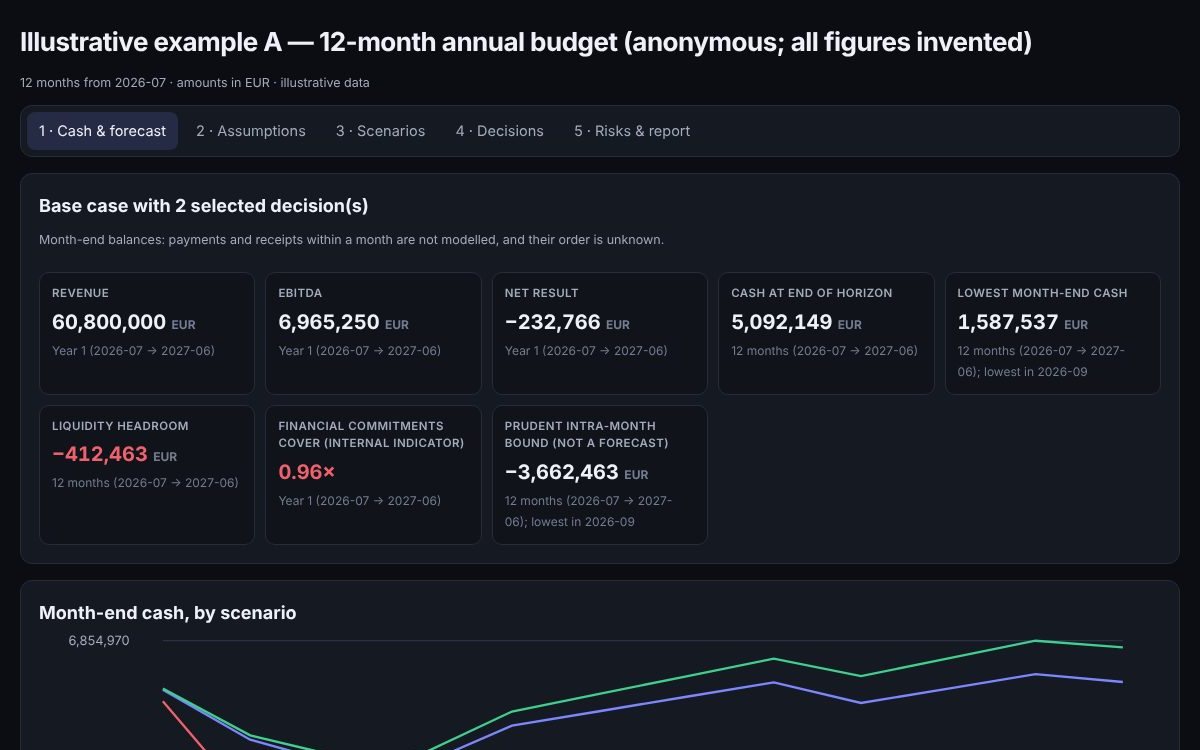 Illustrative example A — 12-month annual budget (anonymous; all figures invented)
12 months from 2026-07 · amounts in EUR · illustrative data
1 · Cash & forecast
2 · Assumptions
3 · Scenarios
4 · Decisions
5 · Risks & report
Base case with 2 selected decision(s)
Month-end balances: payments and receipts within a month are not modelled, and their order is unknown.
REVENUE
60,800,000 EUR
Year 1 (2026-07 → 2027-06)
EBITDA
6,965,250 EUR
Year 1 (2026-07 → 2027-06)
NET RESULT
−232,766 EUR
Year 1 (2026-07 → 2027-06)
CASH AT END OF HORIZON
5,092,149 EUR
12 months (2026-07 → 2027-06)
LOWEST MONTH-END CASH
1,587,537 EUR
12 months (2026-07 → 2027-
06); lowest in 2026-09
LIQUIDITY HEADROOM
−412,463 EUR
12 months (2026-07 → 2027-06)
FINANCIAL COMMITMENTS
COVER (INTERNAL INDICATOR)
0.96×
Year 1 (2026-07 → 2027-06)
PRUDENT INTRA-MONTH
BOUND (NOT A FORECAST)
−3,662,463 EUR
12 months (2026-07 → 2027-
06); lowest in 2026-09
Month-end cash, by scenario
6,854,970